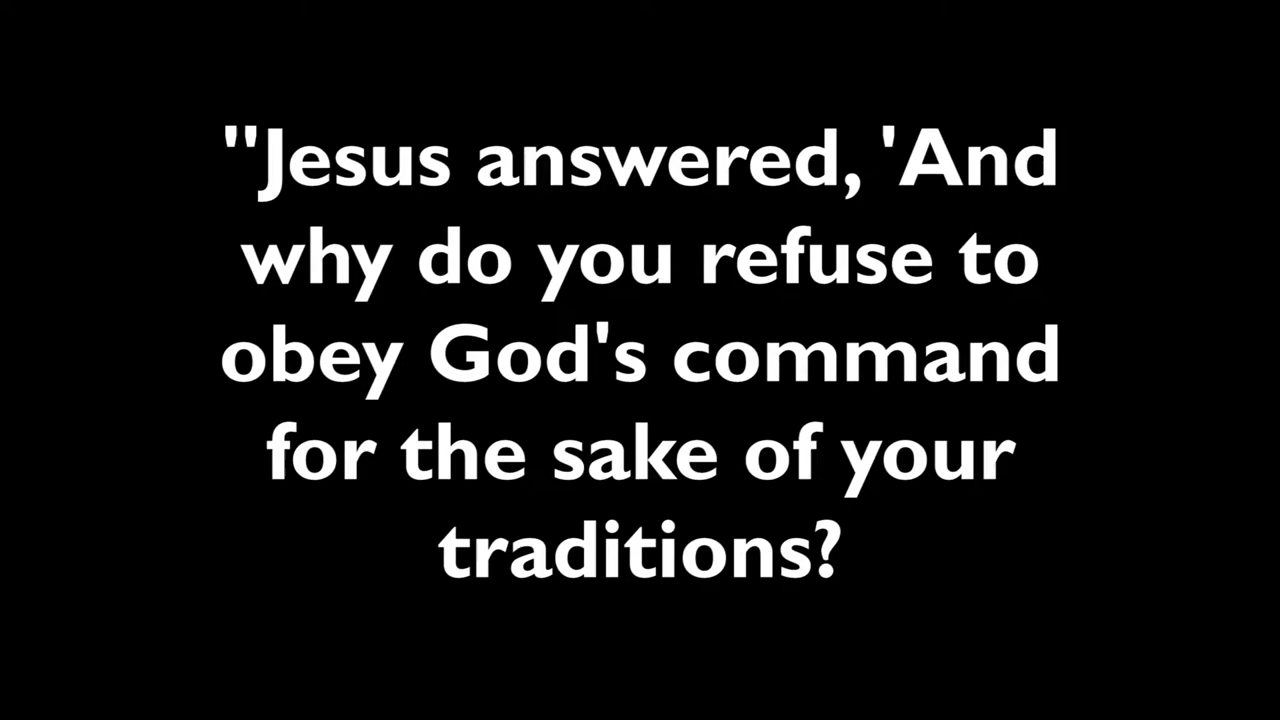 "Jesus answered, 'And
why do you refuse to
obey God's command
for the sake of your
traditions?